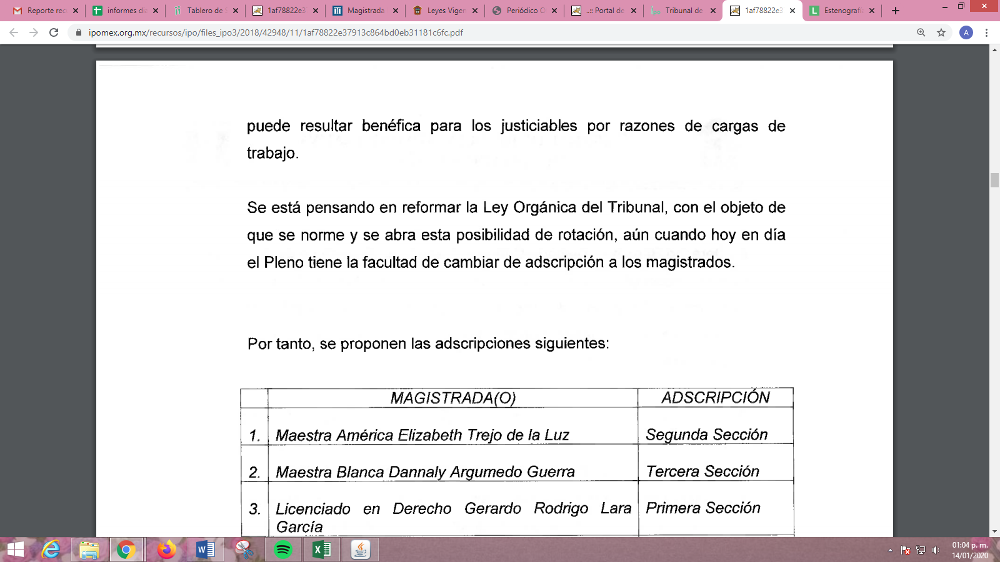 Reporte rec
informes dia
Tablero de S
1af78822e3
Magistrada
Leyes Vigen
Periódico O
..:: Portal de
Tribunal de
1af78822e3
Estenografía
ipomex.org.mx/recursos/ipo/files_ipo3/2018/42948/11/1af78822e37913c864bd0eb31181c6fc.pdf
A
puede resultar benéfica para los justiciables por razones de cargas de
trabajo.
Se está pensando en reformar la Ley Orgánica del Tribunal, con el objeto de
que se norme y se abra esta posibilidad de rotación, aún cuando hoy en día
el Pleno tiene la facultad de cambiar de adscripción a los magistrados.
Por tanto, se proponen las adscripciones siguientes:
MAGISTRADA(O) ADSCRIPCIÓN
1. Maestra América Elizabeth Trejo de la Luz Segunda Sección
2. Maestra Blanca Dannaly Argumedo Guerra Tercera Sección
3. Licenciado en Derecho Gerardo Rodrigo Lara Primera Sección
García
01:04 p. m.
14/01/2020